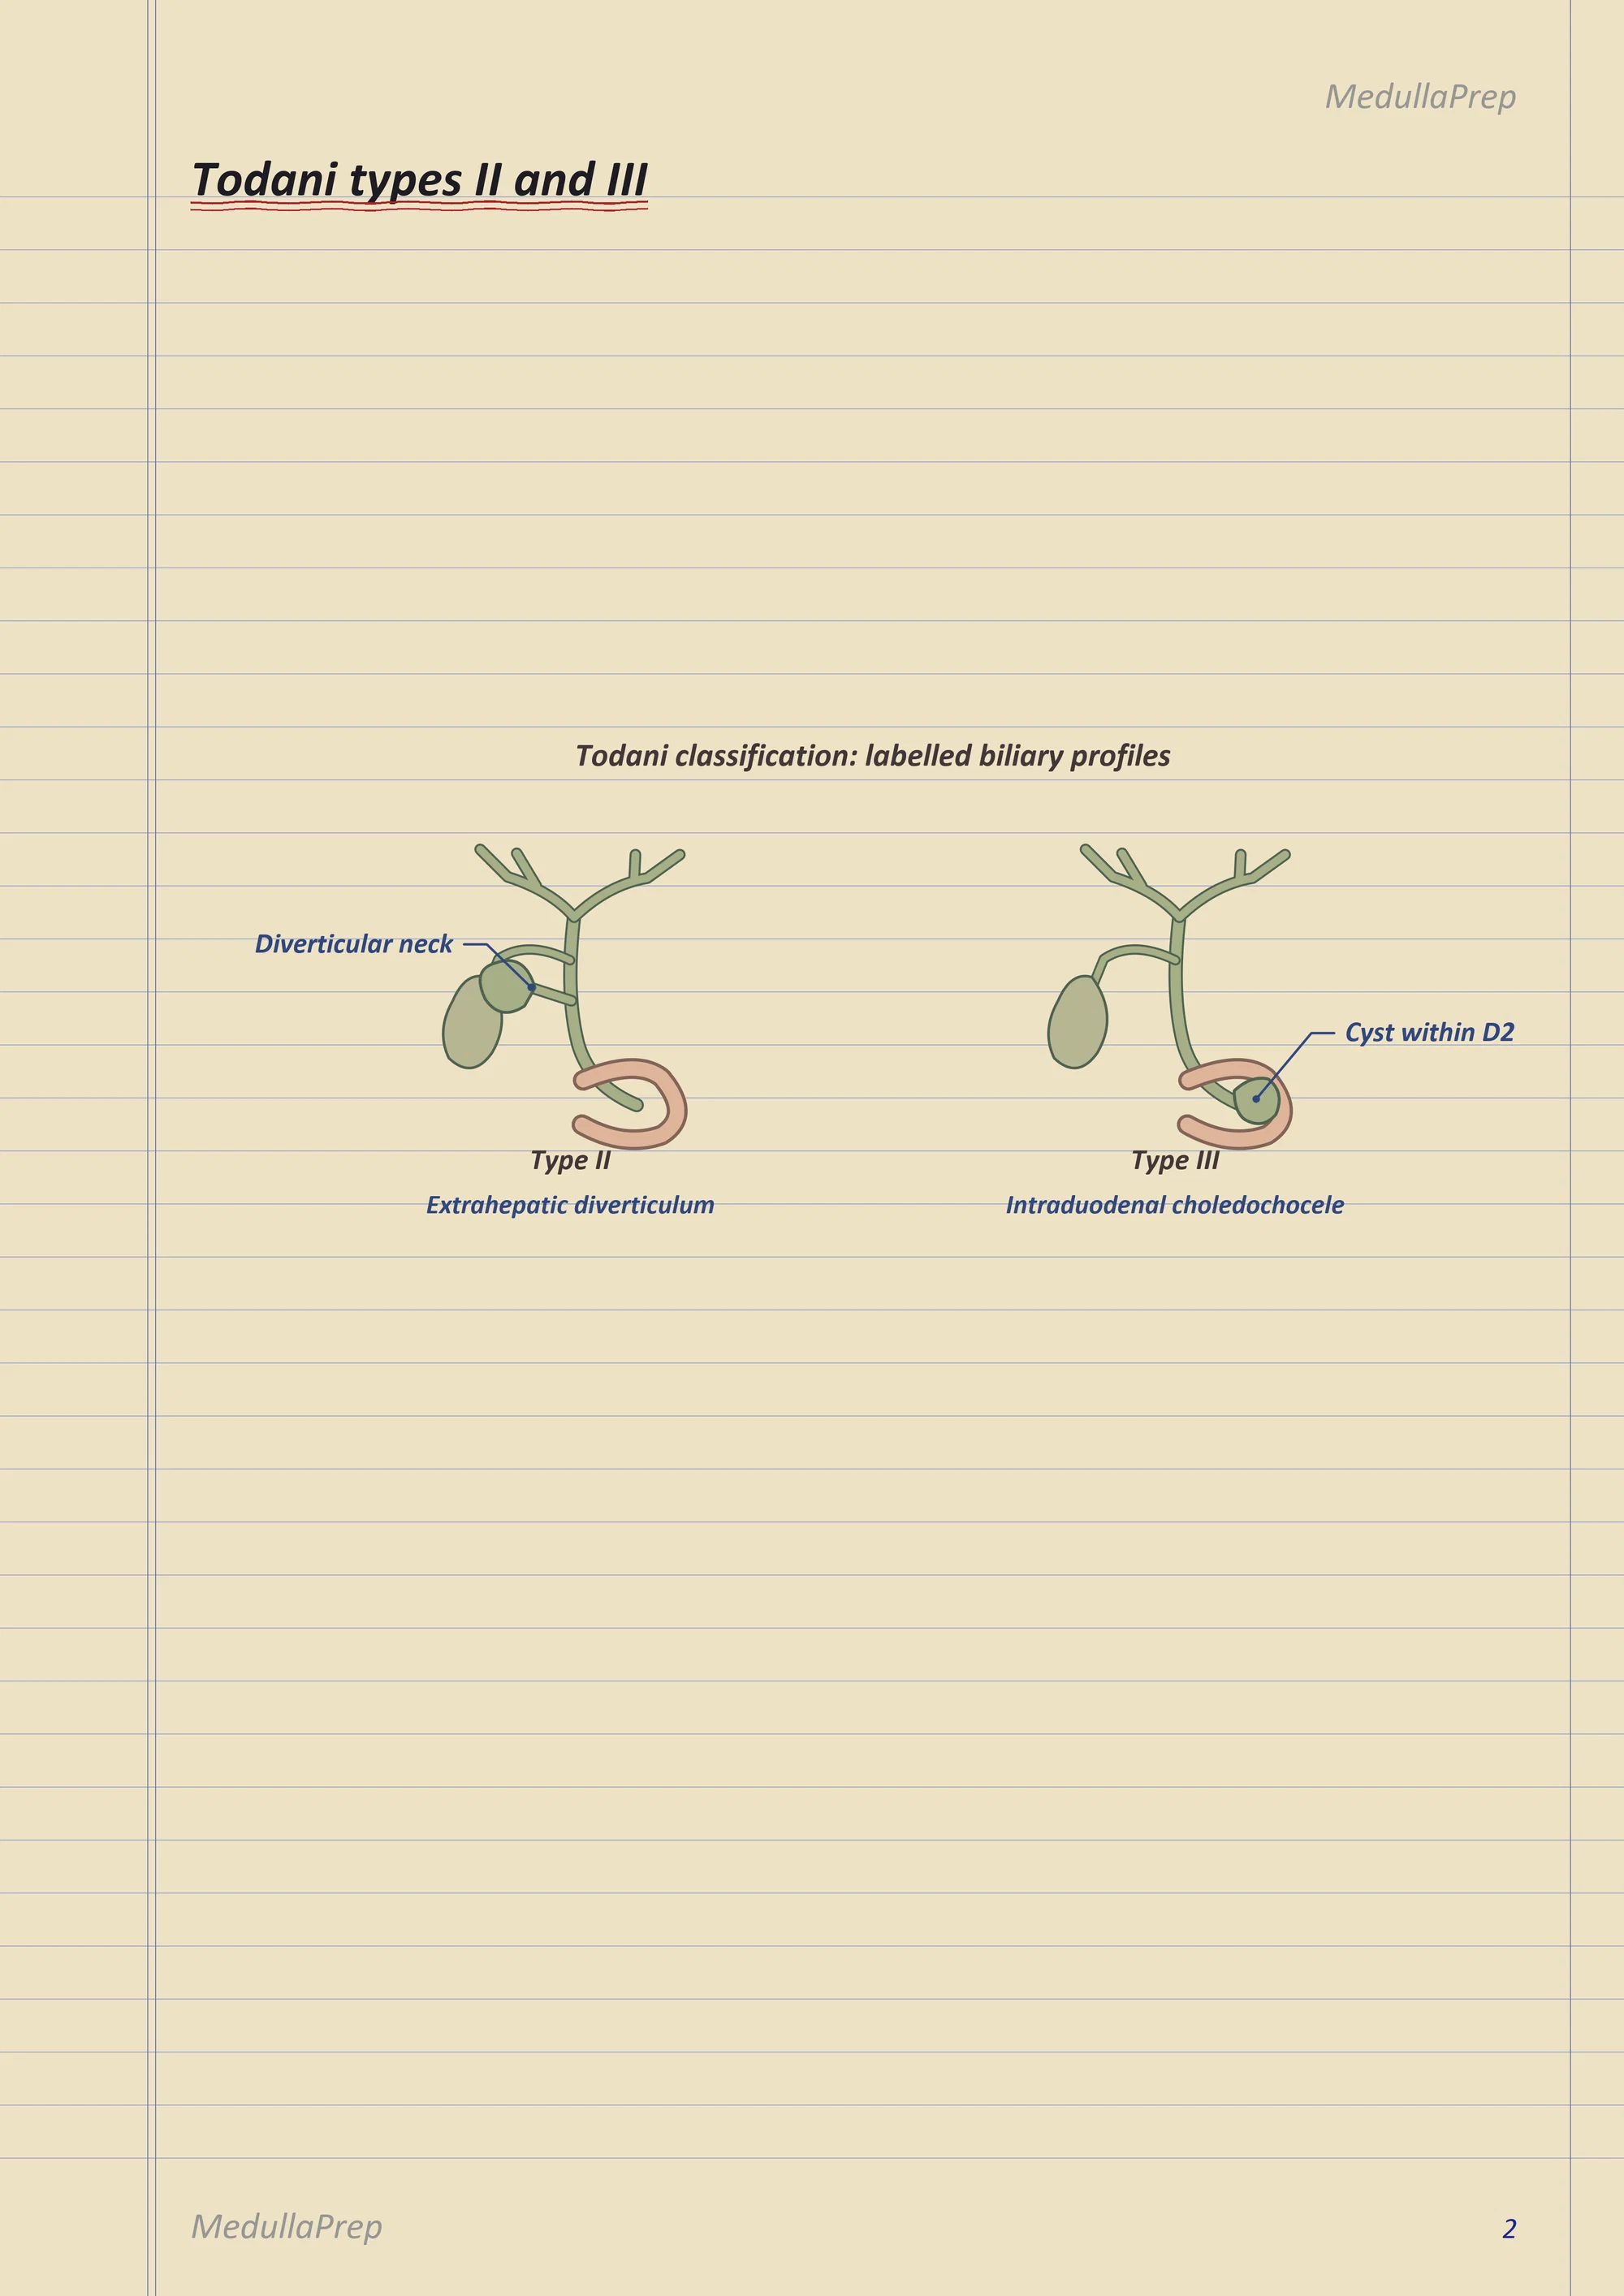 MedullaPrep
Todani types II and III
Todani classification: labelled biliary profiles
Diverticular neck
Cyst within D2
Type II
Type III
Extrahepatic diverticulum
Intraduodenal choledochocele
MedullaPrep
2